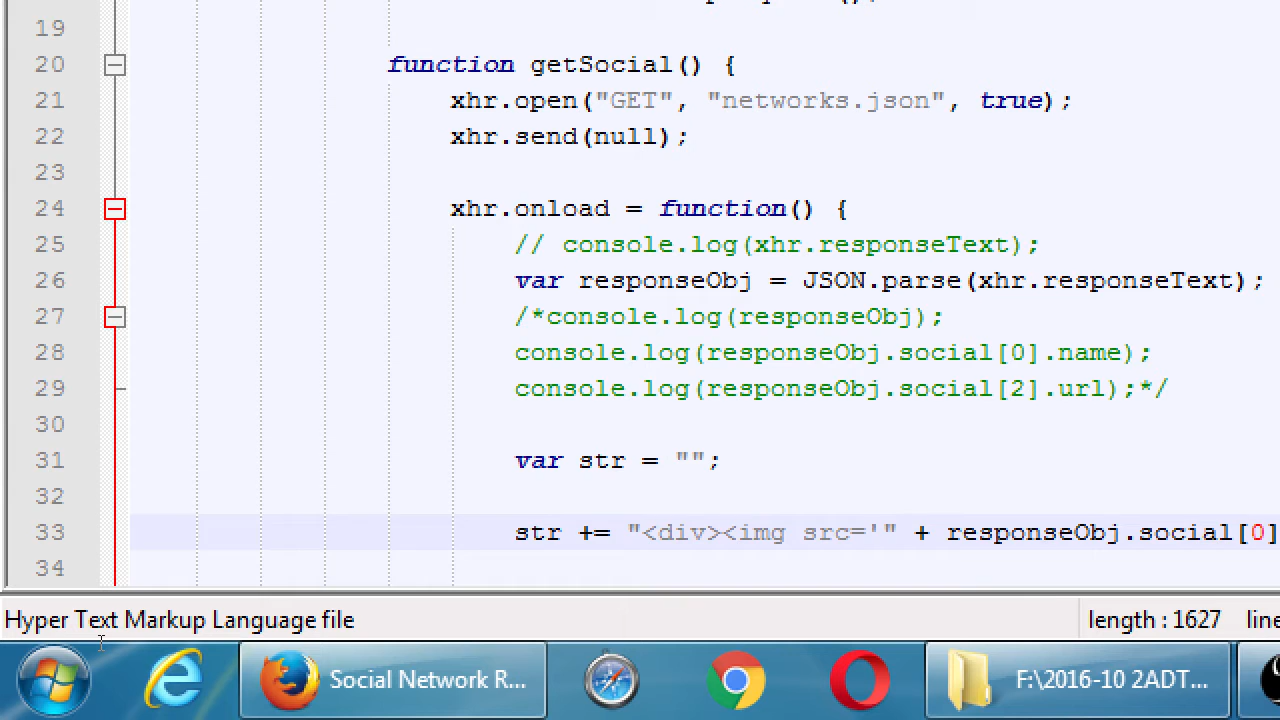 19
20 function getSocial() {
21 xhr.open("GET", "networks.json", true);
22 xhr.send(null);
23
24 xhr.onload = function() {
25 // console.log(xhr.responseText);
26 var responseObj = JSON.parse(xhr.responseText);
27 /*console.log(responseObj);
28 console.log(responseObj.social[0].name);
29 console.log(responseObj.social[2].url);*/
30
31 var str = "";
32
33 str += "<div><img src='" + responseObj.social[0]
34
Hyper Text Markup Language file length : 1627 line
Social Network R... F:\2016-10 2ADT...